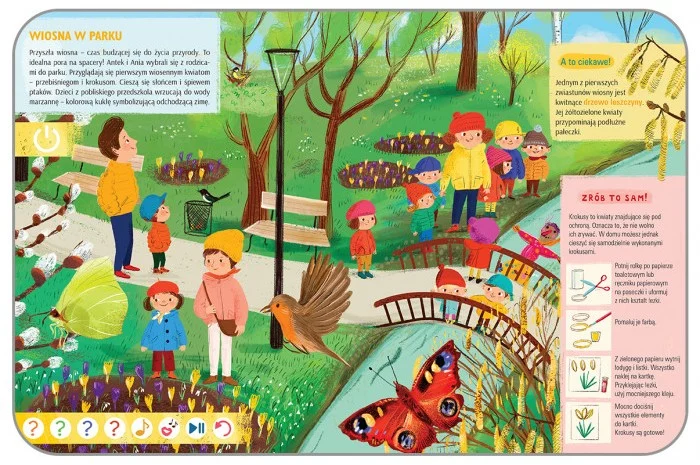 WIOSNA W PARKU
Przyszła wiosna – czas budzącej się do życia przyrody. To
idealna pora na spacery! Antek i Ania wybrali się z rodzica-
mi do parku. Przyglądają się pierwszym wiosennym kwiatom
– przebiśniegom i krokusom. Cieszą się słońcem i śpiewem
ptaków. Dzieci z pobliskiego przedszkola wrzucają do wody
marzannę – kolorową kukłę symbolizującą odchodzącą zimę.
A to ciekawe!
Jednym z pierwszych
zwiastunów wiosny jest
kwitnące drzewo leszczyny.
Jej żółtozielone kwiaty
przypominają podłużne
pałeczki.
ZRÓB TO SAM!
Krokusy to kwiaty znajdujące się pod
ochroną. Oznacza to, że nie wolno
ich zrywać. W domu możesz jednak
cieszyć się samodzielnie wykonanymi
krokusami.
Potnij rolkę po papierze
toaletowym lub
ręczniku papierowym
na paseczki i uformuj
z nich kształt łezki.
Pomaluj je farbą.
Z zielonego papieru wytnij
łodygę i listki. Wszystko
naklej na kartkę.
Przyklejając łezki,
użyj mocniejszego kleju.
Mocno dociśnij
wszystkie elementy
do kartki.
Krokusy są gotowe!
? ? ? ?